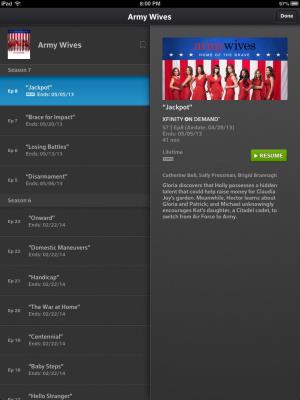 iPad
8:00 PM
97%
Army Wives
Done
Army Wives
Season 7
Ep 8
"Jackpot"
Ends: 05/05/13
Ep 7
"Brace for Impact"
Ends: 05/20/13
Ep 6
"Losing Battles"
Ends: 05/13/13
Ep 5
"Disarmament"
Ends: 05/06/13
Season 6
Ep 23
"Onward"
Ends: 02/22/14
Ep 22
"Domestic Maneuvers"
Ends: 02/22/14
Ep 21
"Handicap"
Ends: 02/22/14
Ep 20
"The War at Home"
Ends: 02/22/14
Ep 19
"Centennial"
Ends: 02/22/14
Ep 18
"Baby Steps"
Ends: 02/22/14
Ep 17
"Hello Stranger"
army wives
HOME OF THE BRAVE
"Jackpot"
XFINITY ON DEMAND
S7 | Ep8 (Airdate: 04/28/13)
Ends: 05/05/13
41 min
Lifetime
RESUME
Catherine Bell, Sally Pressman, Brigid Brannagh
Gloria discovers that Holly possesses a hidden
talent that could help raise money for Claudia
Joy's garden. Meanwhile, Hector learns about
Gloria and Patrick; and Michael unknowingly
encourages Kat's daughter, a Citadel cadet, to
switch from Air Force to Army.